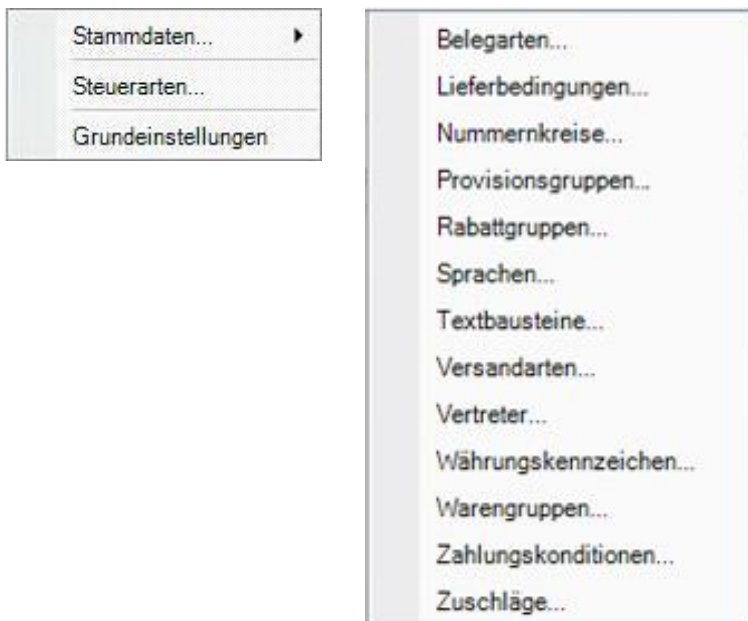 Stammdaten...
Steuerarten...
Grundeinstellungen
Belegarten...
Lieferbedingungen...
Nummernkreise...
Provisionsgruppen...
Rabattgruppen...
Sprachen...
Textbausteine...
Versandarten...
Vertreter...
Währungskennzeichen...
Warengruppen...
Zahlungskonditionen...
Zuschläge...